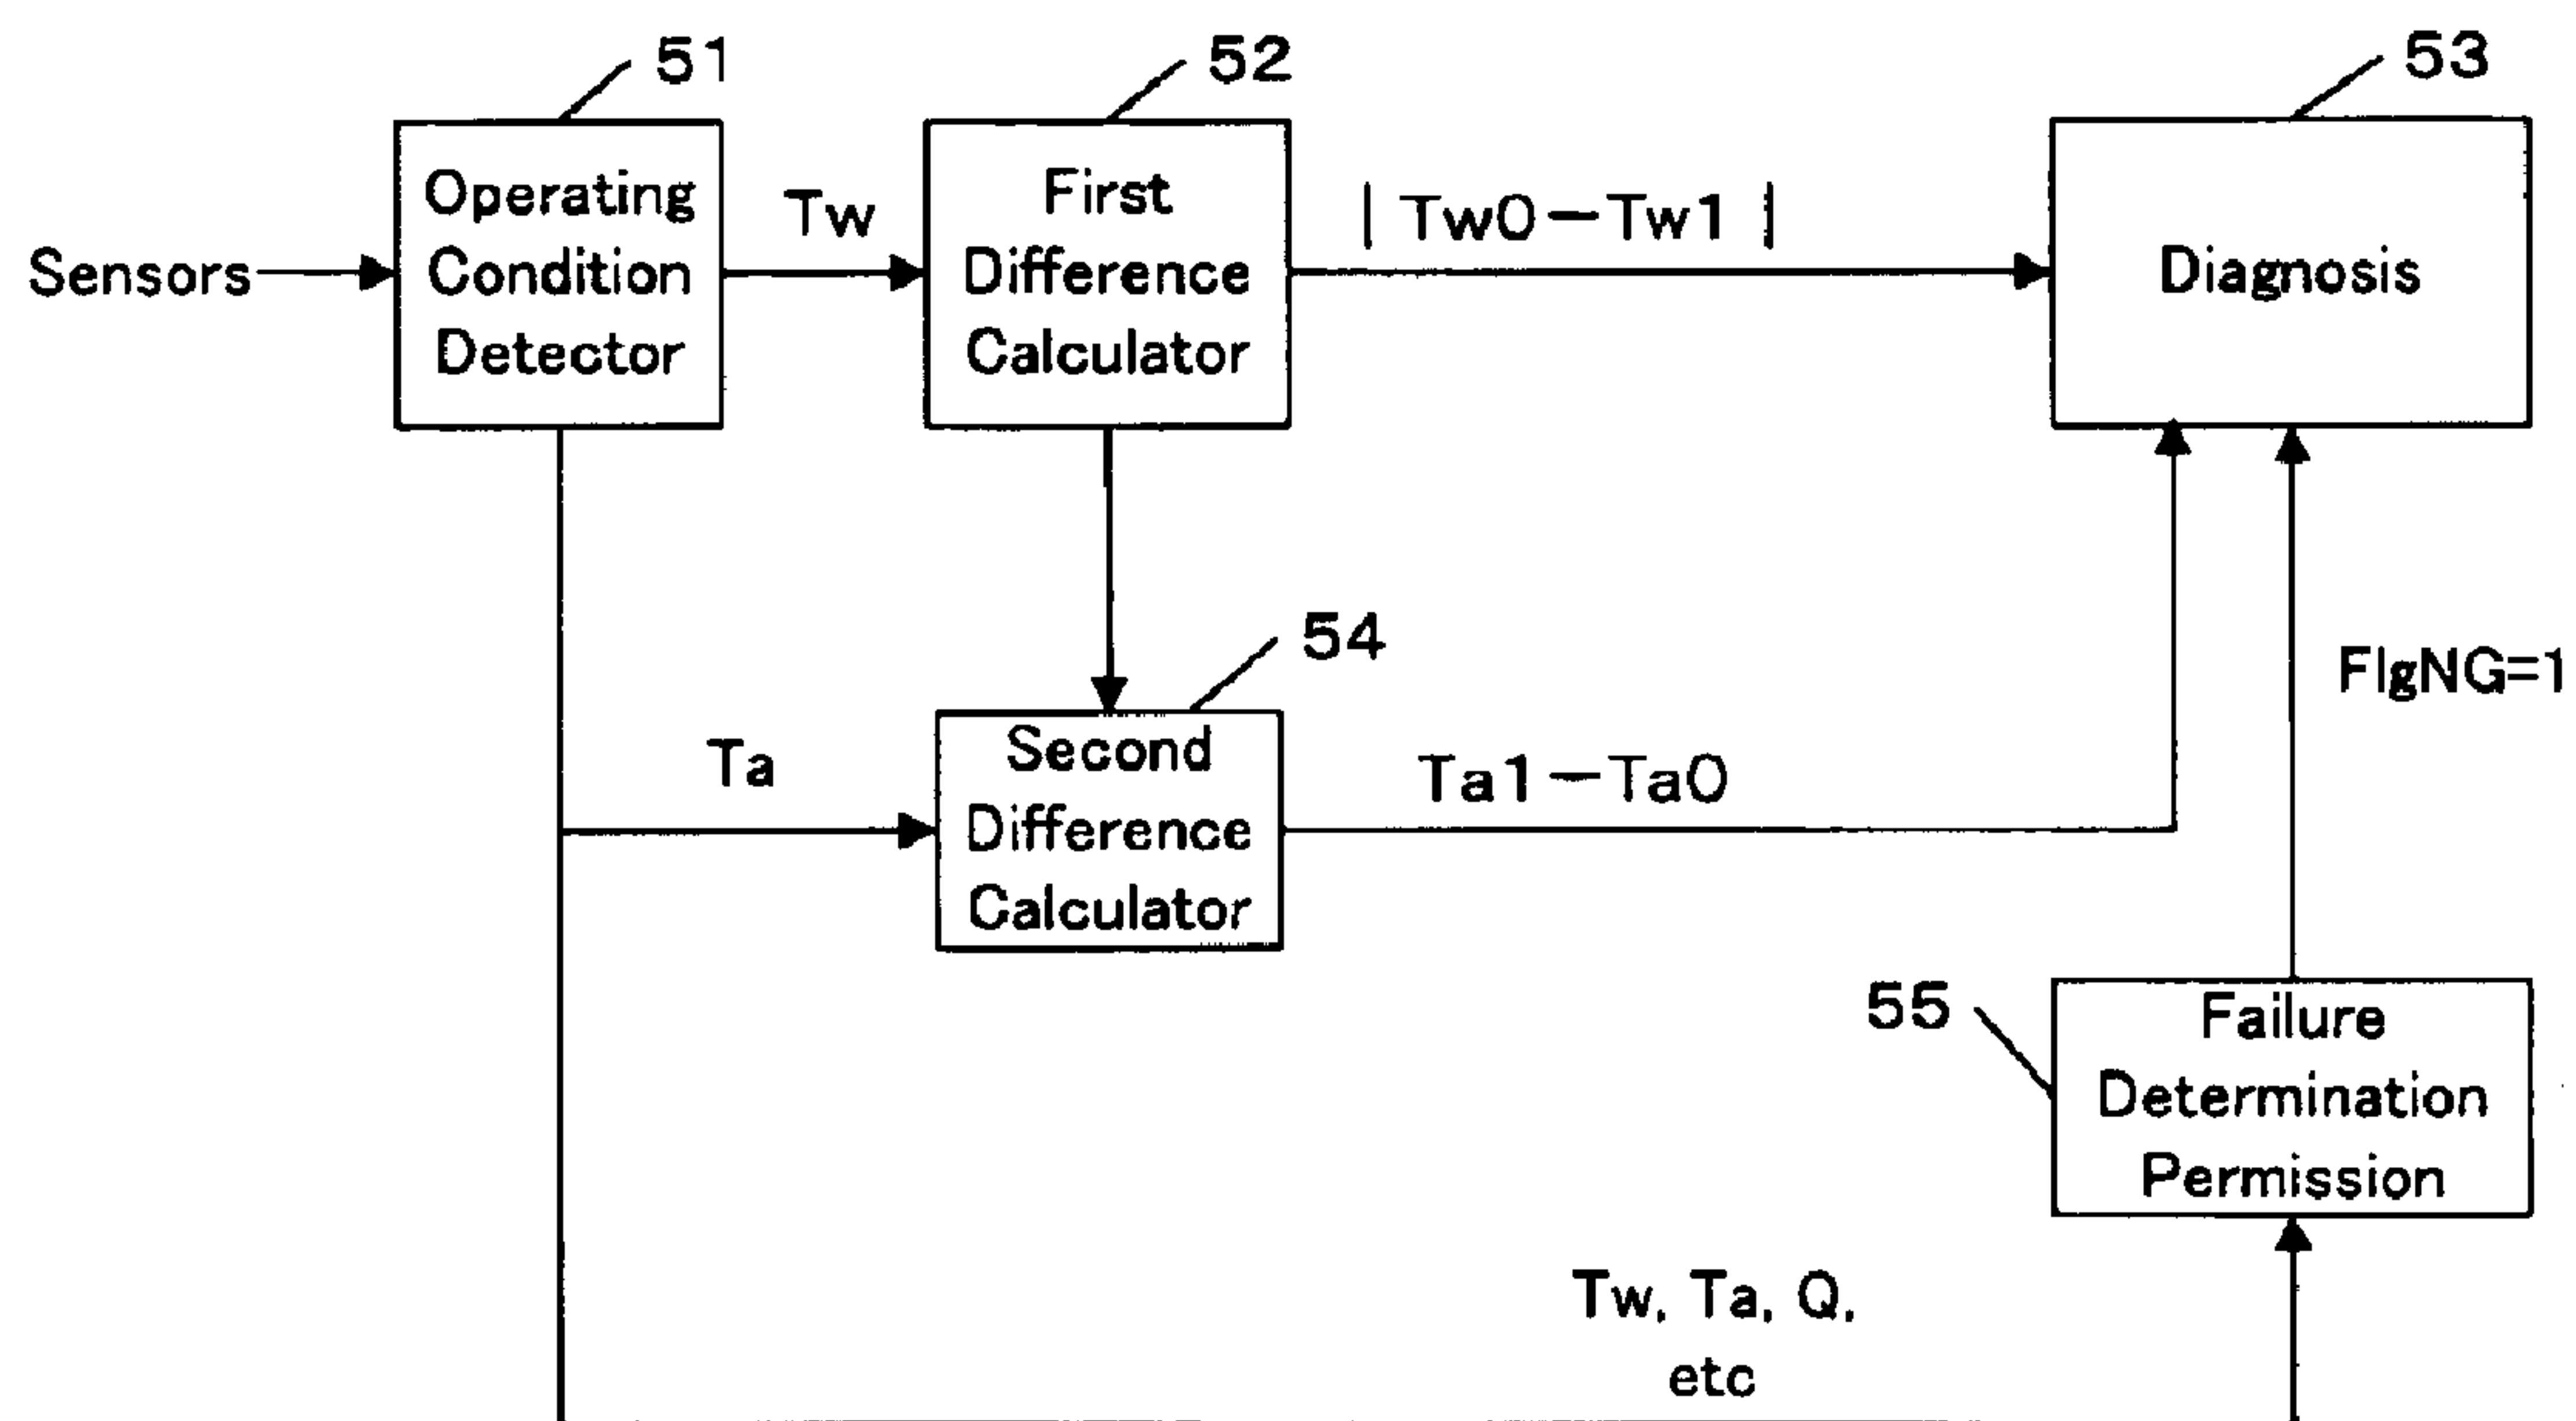 51
52
53
Operating
Condition
Detector
First
Difference
Calculator
Diagnosis
Sensors
Tw
| Tw0－Tw1 |
54
FlgNG=1
Second
Difference
Calculator
Ta
Ta1－Ta0
55
Failure
Determination
Permission
Tw, Ta, Q,
etc